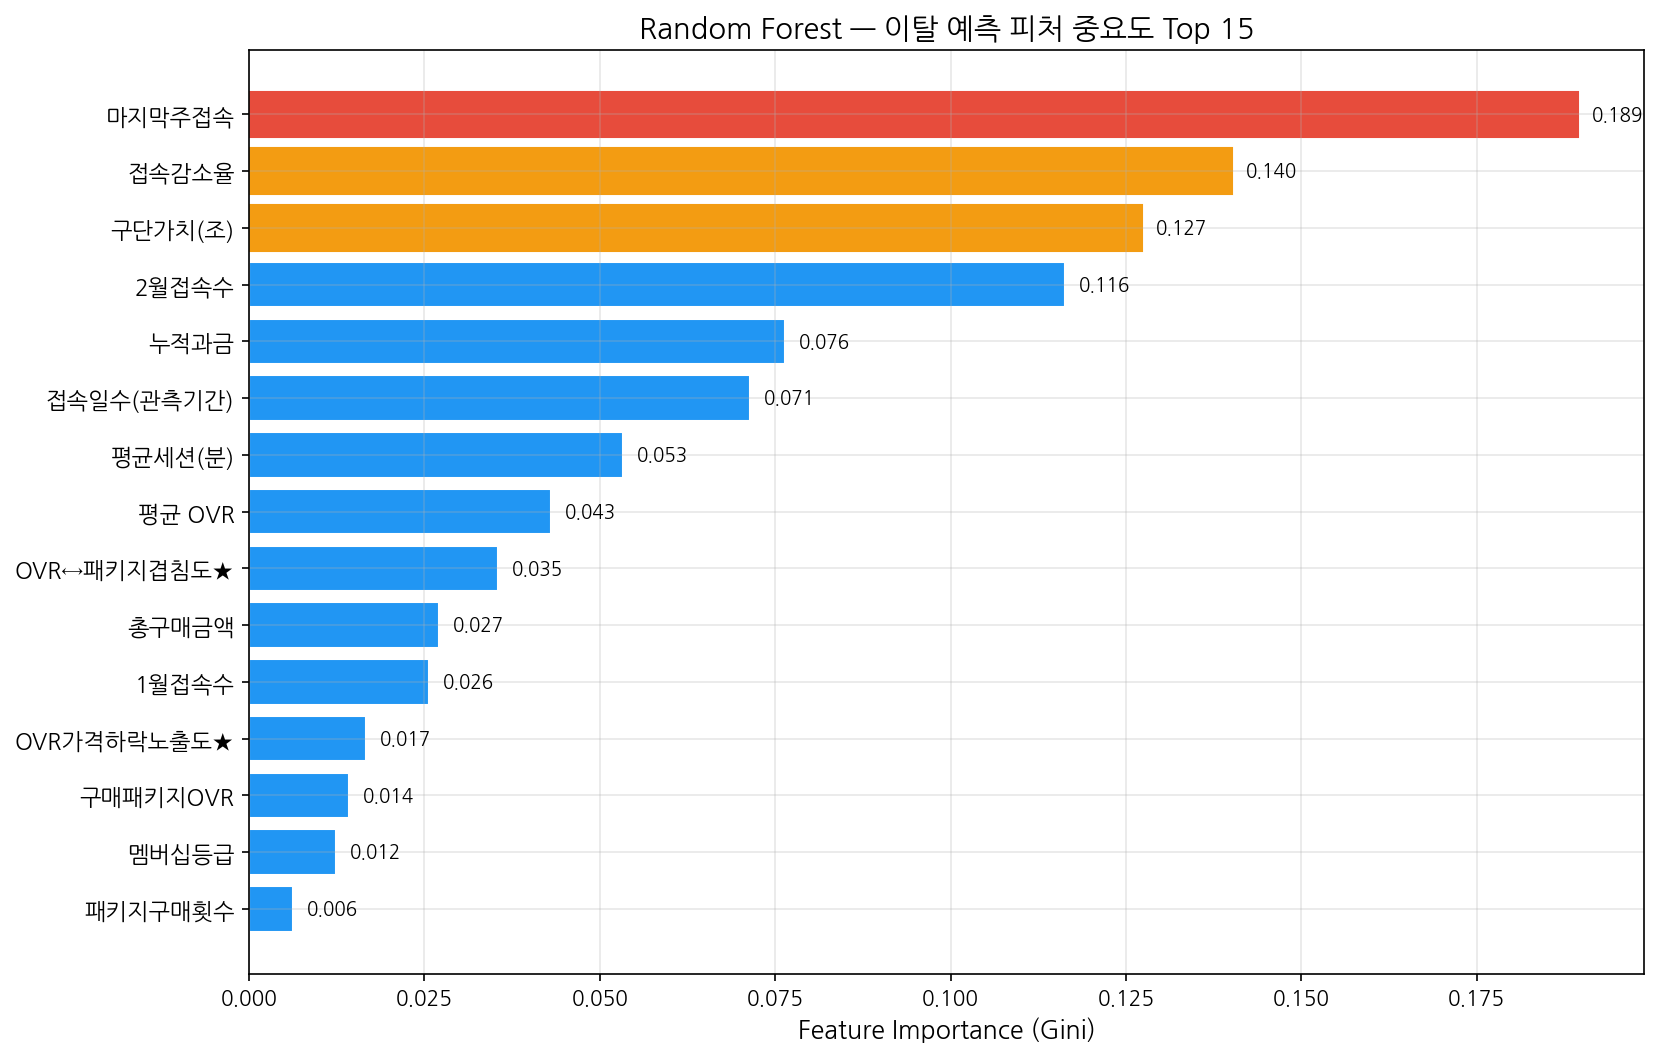 Random Forest — 이탈 예측 피처 중요도 Top 15
마지막주접속 0.189
접속감소율 0.140
구단가치(조) 0.127
2월접속수 0.116
누적과금 0.076
접속일수(관측기간) 0.071
평균세션(분) 0.053
평균 OVR 0.043
OVR↔패키지겹침도★ 0.035
총구매금액 0.027
1월접속수 0.026
OVR가격하락노출도★ 0.017
구매패키지OVR 0.014
멤버십등급 0.012
패키지구매횟수 0.006
0.000 0.025 0.050 0.075 0.100 0.125 0.150 0.175
Feature Importance (Gini)